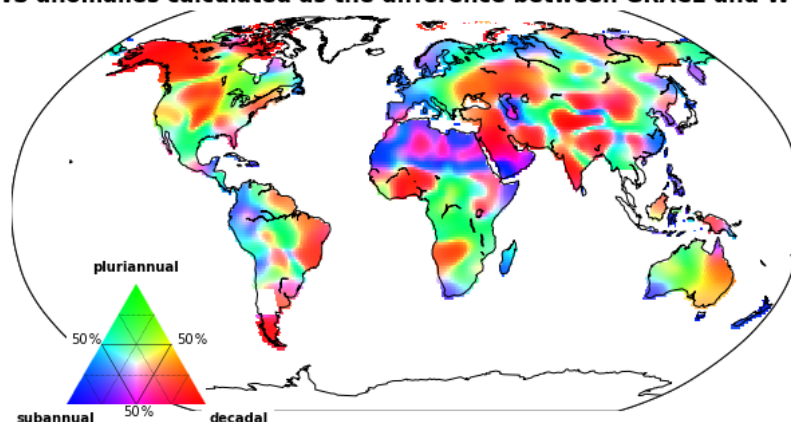 anomalies calculated as the difference between GRACE and
pluriannual
50% 50%
subannual 50% decadal